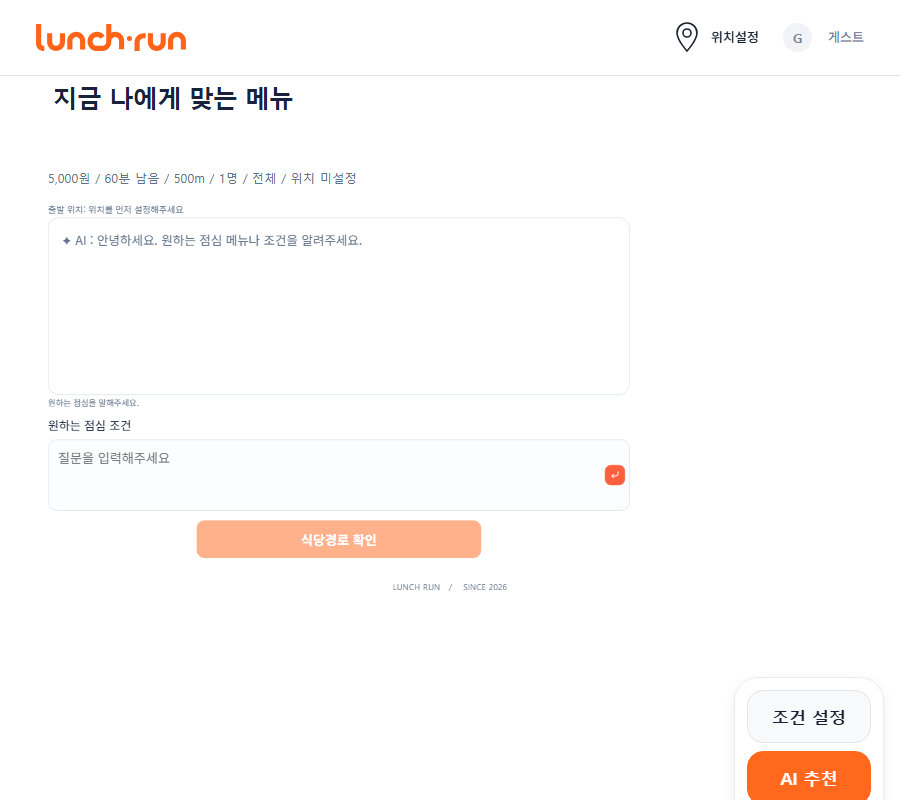 lunch·run
위치설정
G
게스트
지금 나에게 맞는 메뉴
5,000원 / 60분 남음 / 500m / 1명 / 전체 / 위치 미설정
출발 위치: 위치를 먼저 설정해주세요
✦ AI : 안녕하세요. 원하는 점심 메뉴나 조건을 알려주세요.
원하는 점심을 말해주세요.
원하는 점심 조건
질문을 입력해주세요
식당경로 확인
LUNCH RUN / SINCE 2026
조건 설정
AI 추천